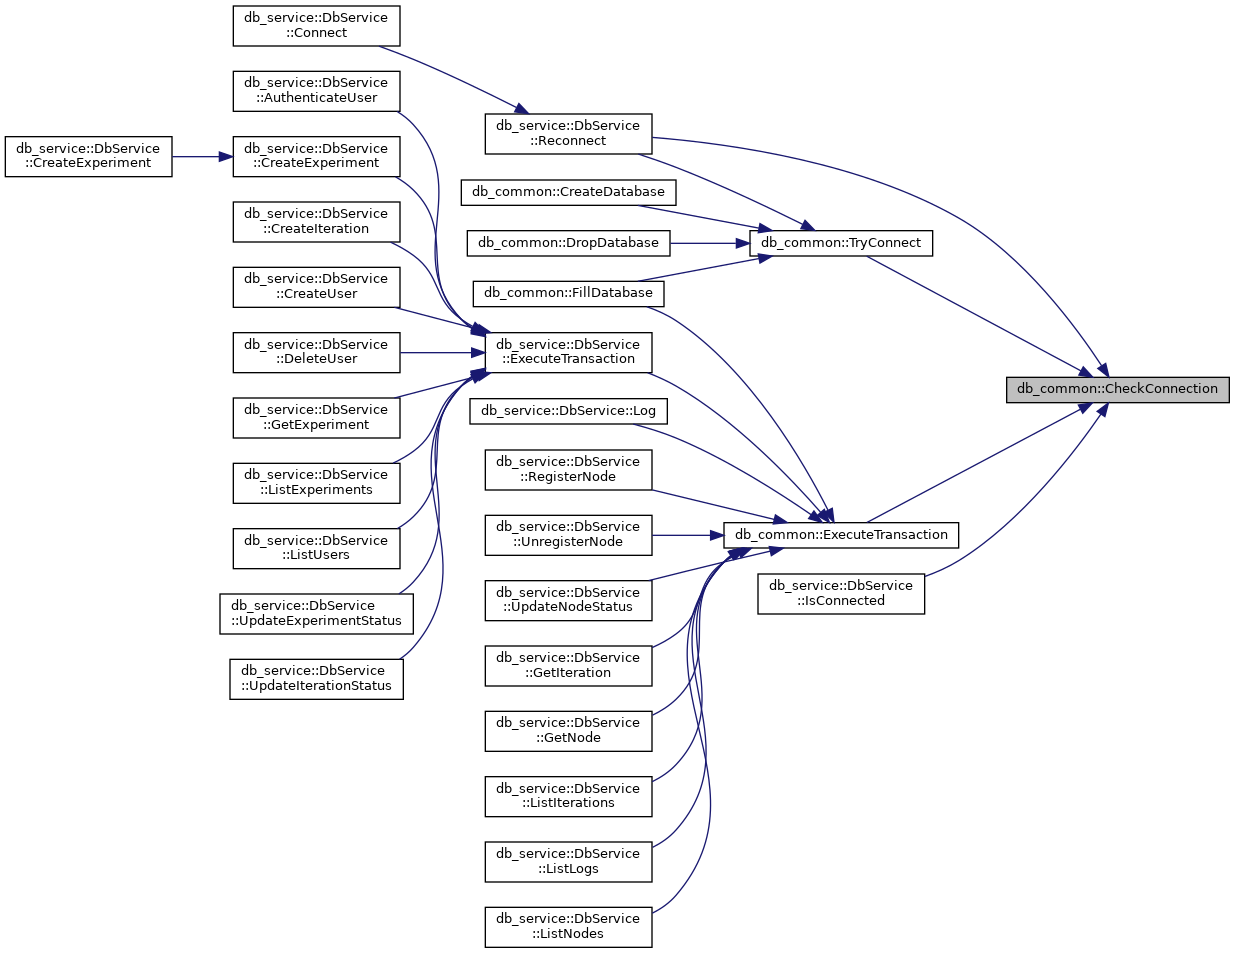 db_service::DbService
::Connect
db_service::DbService
::AuthenticateUser
db_service::DbService
::CreateExperiment
db_service::DbService
::CreateExperiment
db_service::DbService
::CreateIteration
db_service::DbService
::CreateUser
db_service::DbService
::DeleteUser
db_service::DbService
::GetExperiment
db_service::DbService
::ListExperiments
db_service::DbService
::ListUsers
db_service::DbService
::UpdateExperimentStatus
db_service::DbService
::UpdateIterationStatus
db_service::DbService
::Reconnect
db_common::CreateDatabase
db_common::DropDatabase
db_common::FillDatabase
db_service::DbService
::ExecuteTransaction
db_service::DbService::Log
db_service::DbService
::RegisterNode
db_service::DbService
::UnregisterNode
db_service::DbService
::UpdateNodeStatus
db_service::DbService
::GetIteration
db_service::DbService
::GetNode
db_service::DbService
::ListIterations
db_service::DbService
::ListLogs
db_service::DbService
::ListNodes
db_common::TryConnect
db_common::ExecuteTransaction
db_service::DbService
::IsConnected
db_common::CheckConnection